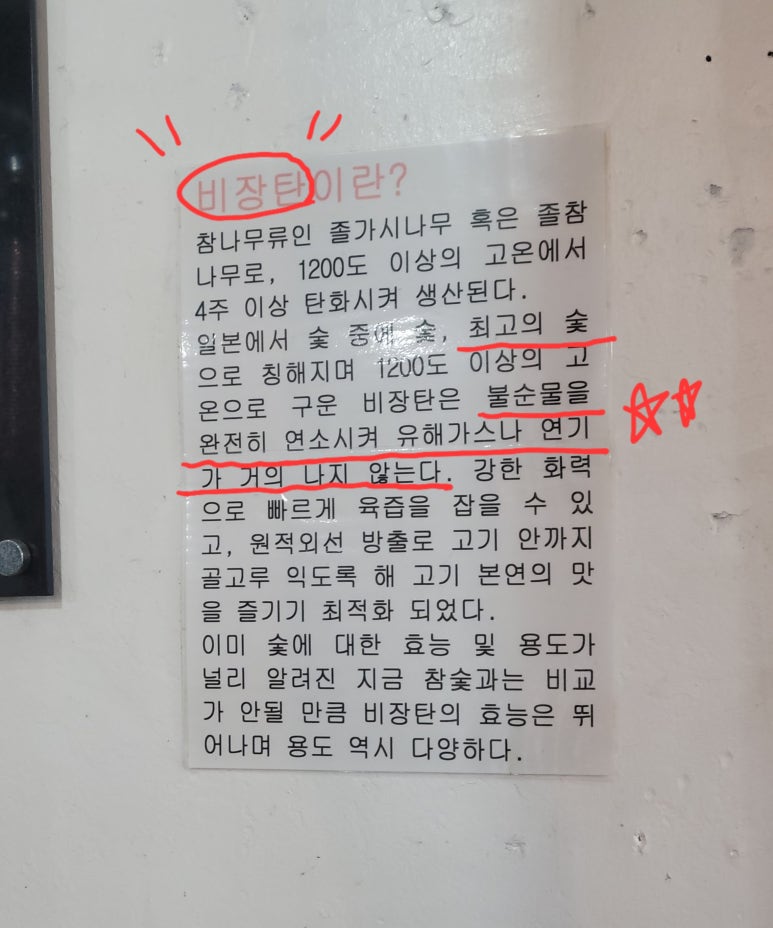 비장탄이란?
참나무류인 졸가시나무 혹은 졸참
나무로, 1200도 이상의 고온에서
4주 이상 탄화시켜 생산된다.
일본에서 숯 중에 숯, 최고의 숯
으로 칭해지며 1200도 이상의 고
온으로 구운 비장탄은 불순물을
완전히 연소시켜 유해가스나 연기
가 거의 나지 않는다. 강한 화력
으로 빠르게 육즙을 잡을 수 있
고, 원적외선 방출로 고기 안까지
골고루 익도록 해 고기 본연의 맛
을 즐기기 최적화 되었다.
이미 숯에 대한 효능 및 용도가
널리 알려진 지금 참숯과는 비교
가 안될 만큼 비장탄의 효능은 뛰
어나며 용도 역시 다양하다.